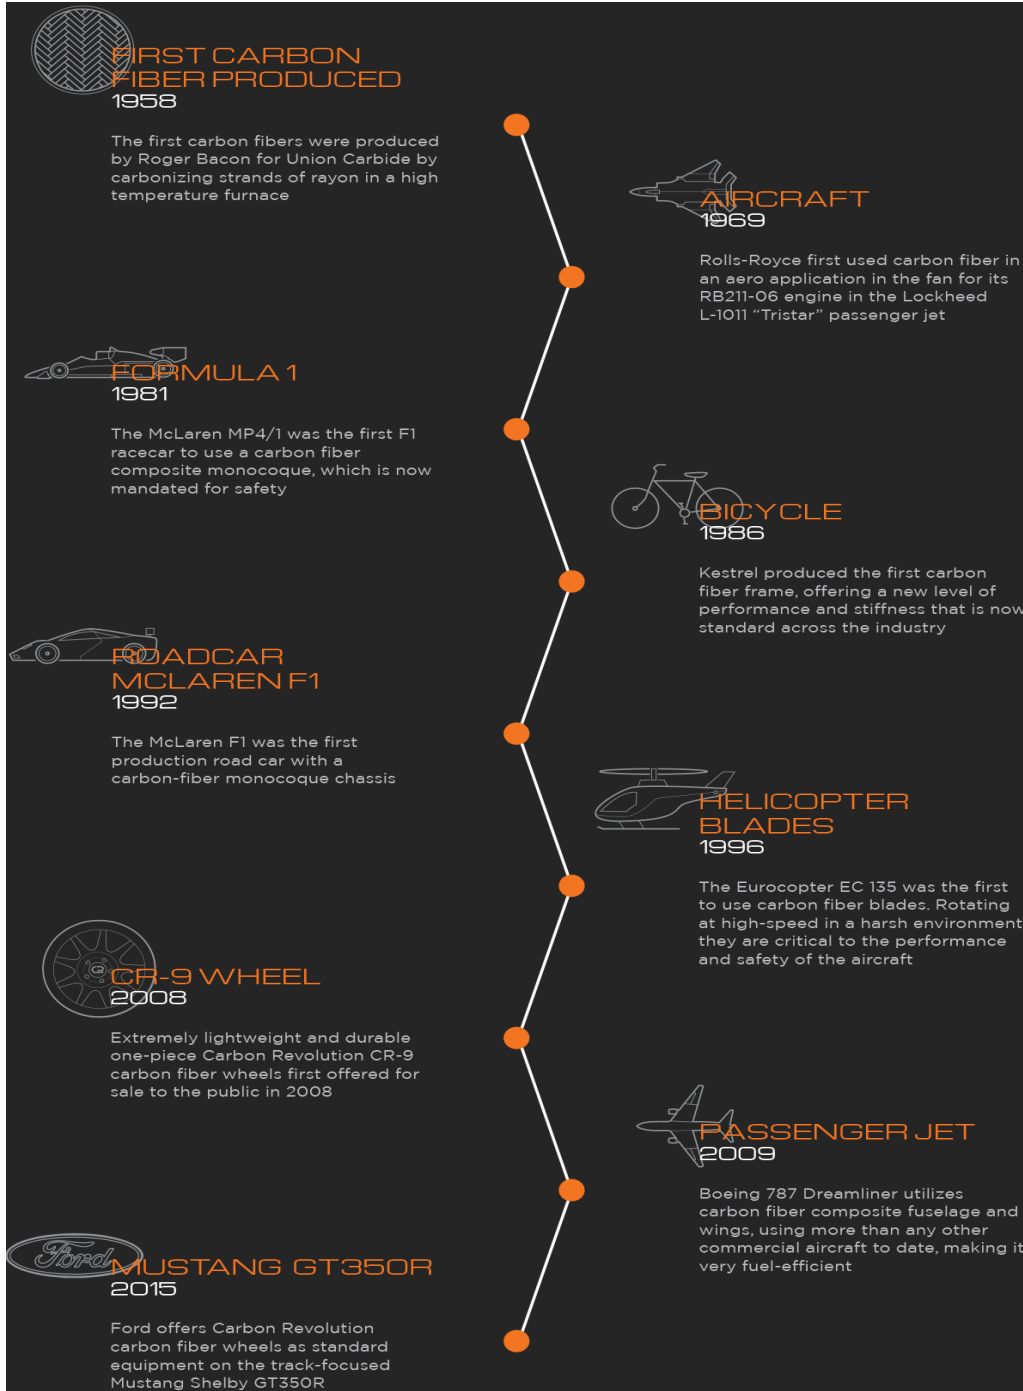 FIRST CARBON
FIBER PRODUCED
1958
The first carbon fibers were produced
by Roger Bacon for Union Carbide by
carbonizing strands of rayon in a high
temperature furnace
AIRCRAFT
1969
Rolls-Royce first used carbon fiber in
an aero application in the fan for its
RB211-06 engine in the Lockheed
L-1011 “Tristar” passenger jet
FORMULA 1
1981
The McLaren MP4/1 was the first F1
racecar to use a carbon fiber
composite monocoque, which is now
mandated for safety
BICYCLE
1986
Kestrel produced the first carbon
fiber frame, offering a new level of
performance and stiffness that is now
standard across the industry
ROADCAR
MCLAREN F1
1992
The McLaren F1 was the first
production road car with a
carbon-fiber monocoque chassis
HELICOPTER
BLADES
1996
The Eurocopter EC 135 was the first
to use carbon fiber blades. Rotating
at high-speed in a harsh environment
they are critical to the performance
and safety of the aircraft
CR-9 WHEEL
2008
Extremely lightweight and durable
one-piece Carbon Revolution CR-9
carbon fiber wheels first offered for
sale to the public in 2008
PASSENGER JET
2009
Boeing 787 Dreamliner utilizes
carbon fiber composite fuselage and
wings, using more than any other
commercial aircraft to date, making it
very fuel-efficient
Ford
MUSTANG GT350R
2015
Ford offers Carbon Revolution
carbon fiber wheels as standard
equipment on the track-focused
Mustang Shelby GT350R